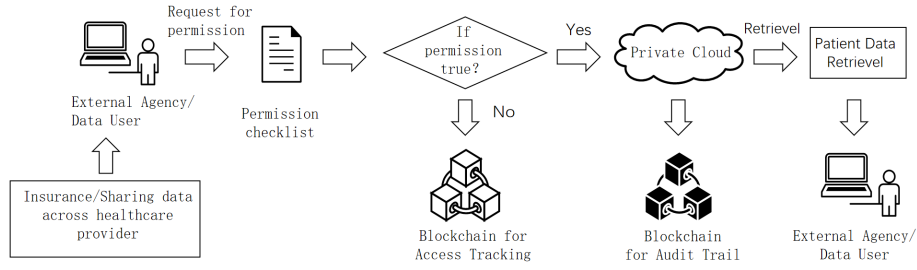 Request for
permission
External Agency/
Data User
Insurance/Sharing data
across healthcare
provider
Permission
checklist
If
permission
true?
Yes
No
Blockchain for
Access Tracking
Private Cloud
Retrievel
Blockchain
for Audit Trail
Patient Data
Retrievel
External Agency/
Data User